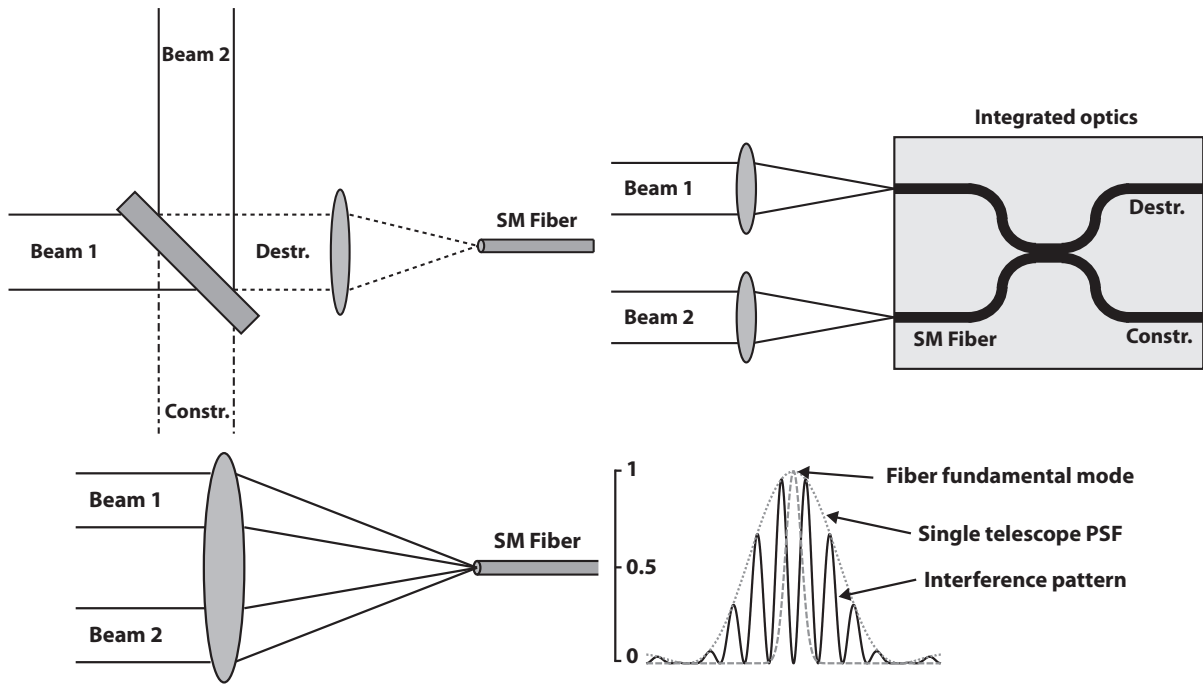 Beam 2
Beam 1
Destr.
SM Fiber
Constr.
Integrated optics
Beam 1
Destr.
Beam 2
SM Fiber
Constr.
Beam 1
SM Fiber
Beam 2
1
Fiber fundamental mode
Single telescope PSF
0.5
Interference pattern
0